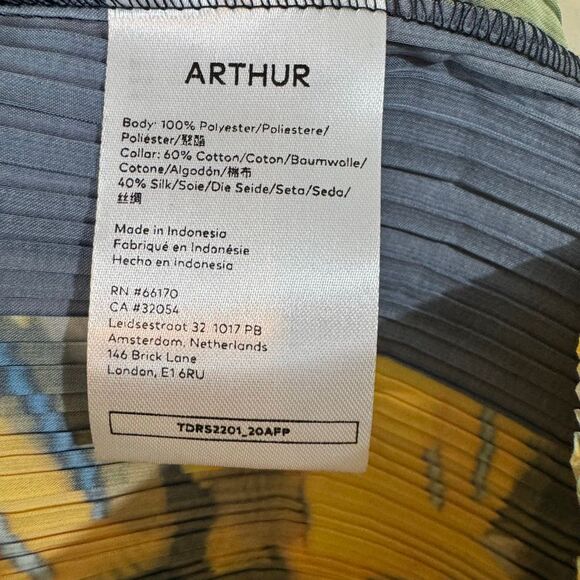 ARTHUR
Body: 100% Polyester/Poliestere/
Poliéster/聚酯
Collar: 60% Cotton/Coton/Baumwolle/
Cotone/Algodón/棉布
40% Silk/Soie/Die Seide/Seta/Seda/
丝绸
Made in Indonesia
Fabriqué en Indonésie
Hecho en indonesia
RN #66170
CA #32054
Leidsestraat 32 1017 PB
Amsterdam, Netherlands
146 Brick Lane
London, E1 6RU
TDRS2201_20AFP